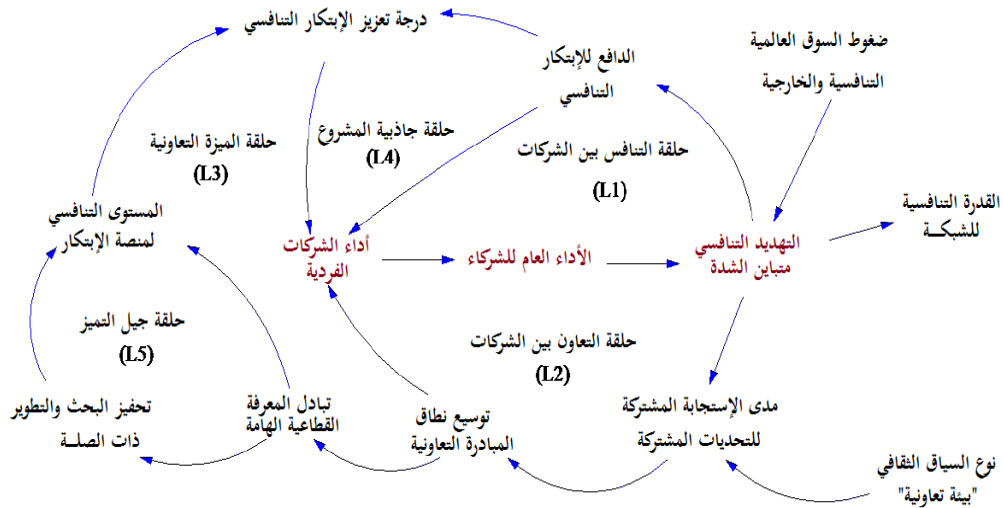 درجة تعزيز الإبتكار التنافسي
ضغوط السوق العالمية
التنافسية والخارجية
الدافع للإبتكار
التنافسي
حلقة التنافس بين الشركات
(L1)
حلقة جاذبية المشروع
(L4)
حلقة الميزة التعاونية
(L3)
القدرة التنافسية
للشبكـــة
المستوى التنافسي
لمنصة الإبتكار
التهديد التنافسي
متباين الشدة
الأداء العام للشركاء
أداء الشركات
الفردية
حلقة التعاون بين الشركات
(L2)
حلقة جيل التميز
(L5)
مدى الإستجابة المشتركة
للتحديات المشتركة
توسيع نطاق
المبادرة التعاونية
تبادل المعرفة
القطاعية الهامة
تحفيز البحث والتطوير
ذات الصلـــة
نوع السياق الثقافي
"بيئة تعاونية"